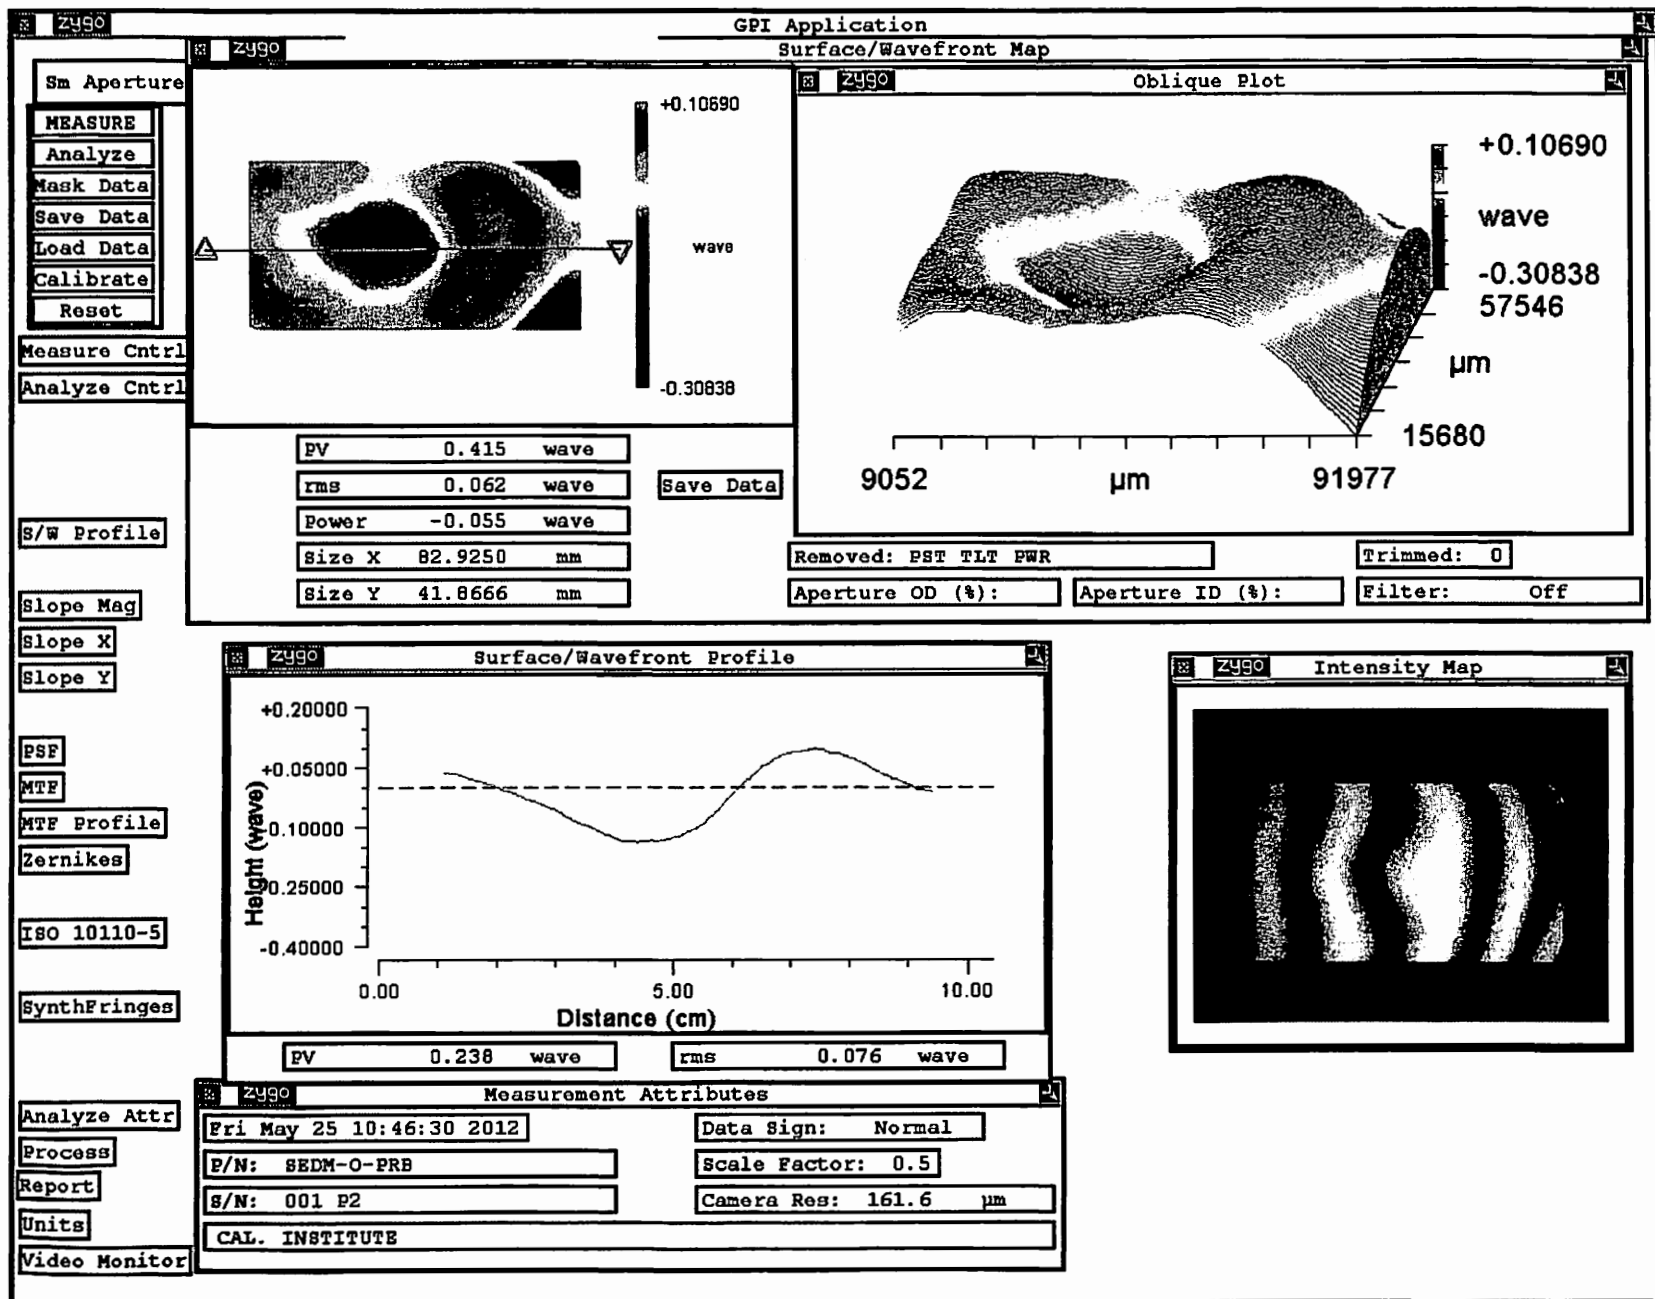 zygo GPI Application
zygo Surface/Wavefront Map
Sm Aperture
MEASURE
Analyze
Mask Data
Save Data
Load Data
Calibrate
Reset
Measure Cntrl
Analyze Cntrl
S/W Profile
Slope Mag
Slope X
Slope Y
PSF
MTF
MTF Profile
Zernikes
ISO 10110-5
SynthFringes
Analyze Attr
Process
Report
Units
Video Monitor
+0.10690
wave
-0.30838
zygo Oblique Plot
+0.10690
wave
-0.30838
57546
µm
15680
9052 µm 91977
PV 0.415 wave
rms 0.062 wave
Power -0.055 wave
Size X 82.9250 mm
Size Y 41.8666 mm
Save Data
Removed: PST TLT PWR
Trimmed: 0
Aperture OD (%):
Aperture ID (%):
Filter: Off
zygo Surface/Wavefront Profile
+0.20000
+0.05000
-0.10000
-0.25000
-0.40000
Height (wave)
0.00 5.00 10.00
Distance (cm)
PV 0.238 wave
rms 0.076 wave
zygo Intensity Map
zygo Measurement Attributes
Fri May 25 10:46:30 2012
Data Sign: Normal
P/N: SEDM-O-PRB
Scale Factor: 0.5
S/N: 001 P2
Camera Res: 161.6 µm
CAL. INSTITUTE